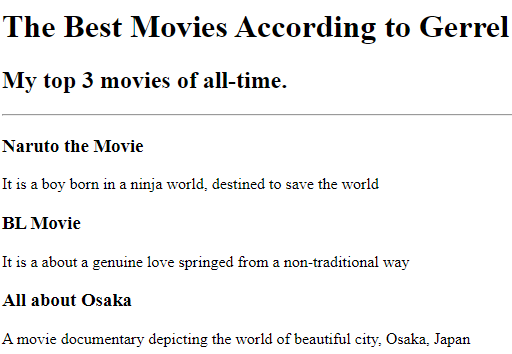 The Best Movies According to Gerrel
My top 3 movies of all-time.
Naruto the Movie
It is a boy born in a ninja world, destined to save the world
BL Movie
It is a about a genuine love springed from a non-traditional way
All about Osaka
A movie documentary depicting the world of beautiful city, Osaka, Japan